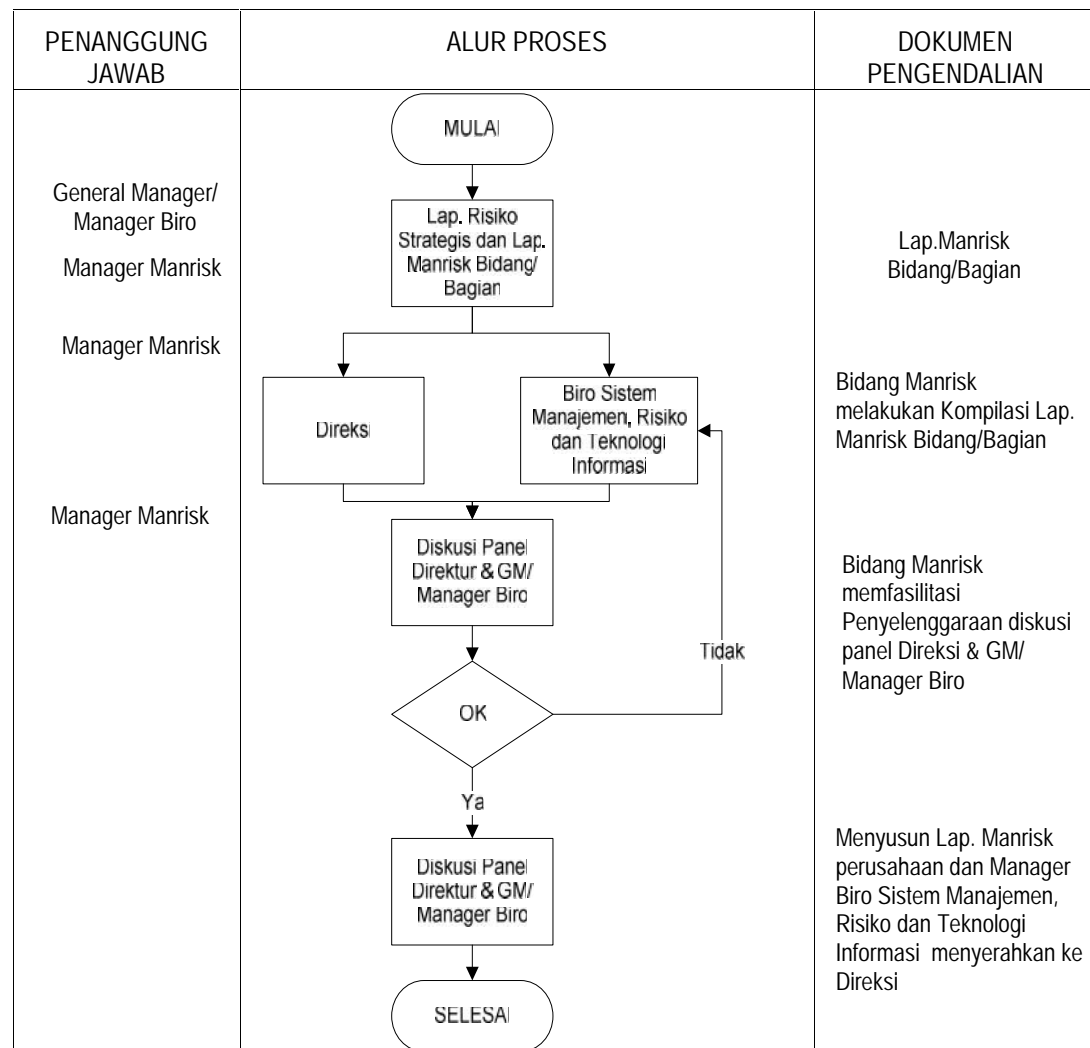 PENANGGUNG
JAWAB
ALUR PROSES
DOKUMEN
PENGENDALIAN
MULAI
General Manager/
Manager Biro
Manager Manrisk
Lap. Risiko
Strategis dan Lap.
Manrisk Bidang/
Bagian
Lap.Manrisk
Bidang/Bagian
Manager Manrisk
Direksi
Biro Sistem
Manajemen, Risiko
dan Teknologi
Informasi
Bidang Manrisk
melakukan Kompilasi Lap.
Manrisk Bidang/Bagian
Manager Manrisk
Diskusi Panel
Direktur & GM/
Manager Biro
Bidang Manrisk
memfasilitasi
Penyelenggaraan diskusi
panel Direksi & GM/
Manager Biro
Tidak
OK
Ya
Diskusi Panel
Direktur & GM/
Manager Biro
Menyusun Lap. Manrisk
perusahaan dan Manager
Biro Sistem Manajemen,
Risiko dan Teknologi
Informasi menyerahkan ke
Direksi
SELESAI